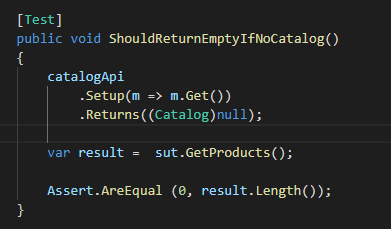 [Test]
public void ShouldReturnEmptyIfNoCatalog()
{
catalogApi
.Setup(m => m.Get())
.Returns((Catalog)null);
var result =  sut.GetProducts();
Assert.AreEqual (0, result.Length());
}